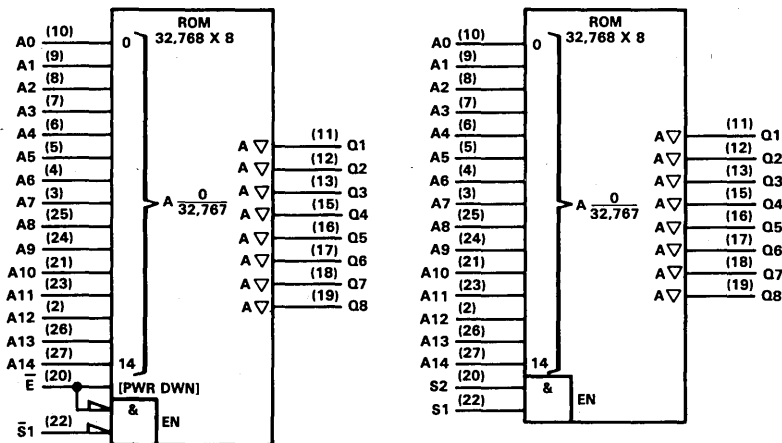 ROM
32,768 X 8
A0 (10) 0
A1 (9)
A2 (8)
A3 (7)
A4 (6)
A5 (5)
A6 (4)
A7 (3)
A8 (25)
A9 (24)
A10 (21)
A11 (23)
A12 (2)
A13 (26)
A14 (27) 14
A 0
32,767
A ▽ (11) Q1
A ▽ (12) Q2
A ▽ (13) Q3
A ▽ (15) Q4
A ▽ (16) Q5
A ▽ (17) Q6
A ▽ (18) Q7
A ▽ (19) Q8
E̅ (20) [PWR DWN]
& EN
S̅1 (22)
ROM
32,768 X 8
A0 (10) 0
A1 (9)
A2 (8)
A3 (7)
A4 (6)
A5 (5)
A6 (4)
A7 (3)
A8 (25)
A9 (24)
A10 (21)
A11 (23)
A12 (2)
A13 (26)
A14 (27) 14
A 0
32,767
A▽ (11) Q1
A▽ (12) Q2
A▽ (13) Q3
A▽ (15) Q4
A▽ (16) Q5
A▽ (17) Q6
A▽ (18) Q7
A▽ (19) Q8
S2 (20) & EN
S1 (22)